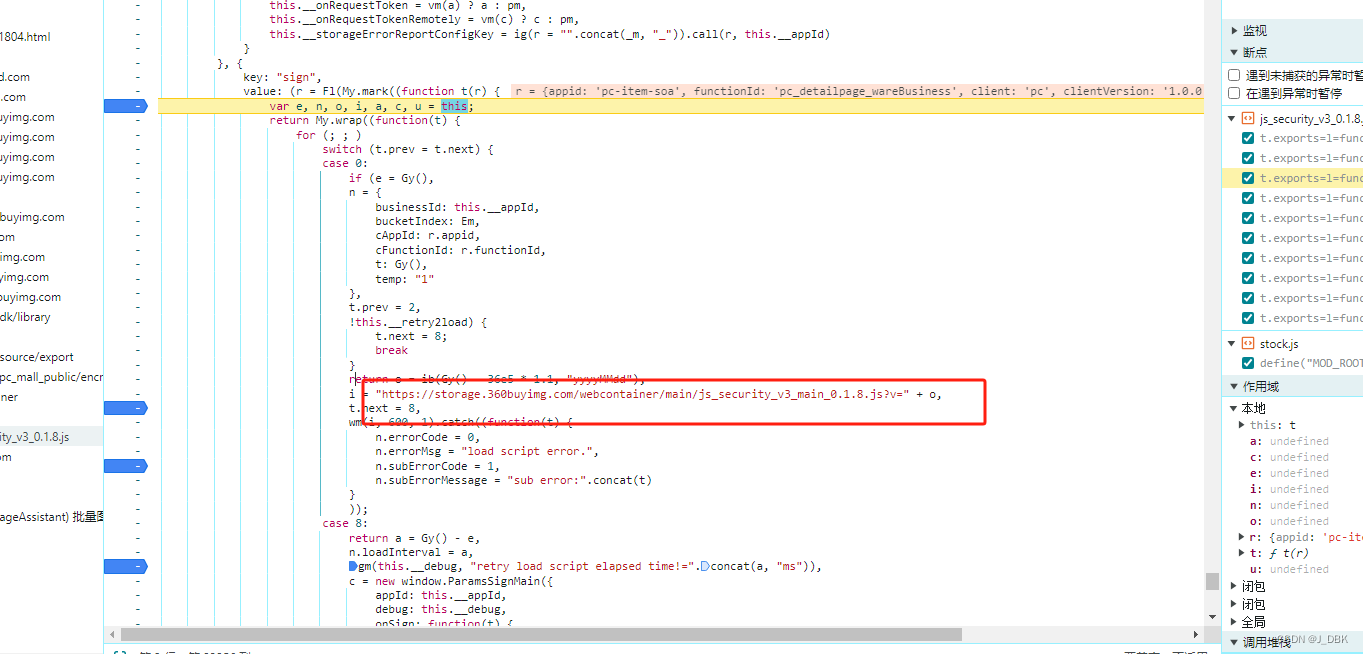 1804.html
d.com
.com
uyimg.com
uyimg.com
uyimg.com
uyimg.com
buyimg.com
om
img.com
yimg.com
buyimg.com
dk/library
source/export
pc_mall_public/encr
ner
ity_v3_0.1.8.js
om
ageAssistant) 批量图
this.__onRequestToken = vm(a) ? a : pm,
this.__onRequestTokenRemotely = vm(c) ? c : pm,
this.__storageErrorReportConfigKey = ig(r = "".concat(_m, "_")).call(r, this.__appId)
}
}, {
key: "sign",
value: (r = Fl(My.mark((function t(r) { r = {appid: 'pc-item-soa', functionId: 'pc_detailpage_wareBusiness', client: 'pc', clientVersion: '1.0.0
var e, n, o, i, a, c, u = this;
return My.wrap((function(t) {
for (; ; )
switch (t.prev = t.next) {
case 0:
if (e = Gy(),
n = {
businessId: this.__appId,
bucketIndex: Em,
cAppId: r.appid,
cFunctionId: r.functionId,
t: Gy(),
temp: "1"
},
t.prev = 2,
!this.__retry2load) {
t.next = 8;
break
}
return o = ib(Gy() - 36e5 * 1.1, "yyyyMMdd"),
i = "https://storage.360buyimg.com/webcontainer/main/js_security_v3_main_0.1.8.js?v=" + o,
t.next = 8,
wm(i, 600, 1).catch((function(t) {
n.errorCode = 0,
n.errorMsg = "load script error.",
n.subErrorCode = 1,
n.subErrorMessage = "sub error:".concat(t)
}
));
case 8:
return a = Gy() - e,
n.loadInterval = a,
gm(this.__debug, "retry load script elapsed time!=".concat(a, "ms")),
c = new window.ParamsSignMain({
appId: this.__appId,
debug: this.__debug,
onSign: function(t) {
监视
断点
遇到未捕获的异常时暂
在遇到异常时暂停
js_security_v3_0.1.8.
t.exports=l=func
t.exports=l=func
t.exports=l=func
t.exports=l=func
t.exports=l=func
t.exports=l=func
t.exports=l=func
t.exports=l=func
t.exports=l=func
t.exports=l=func
stock.js
define("MOD_ROOT
作用域
本地
this: t
a: undefined
c: undefined
e: undefined
i: undefined
n: undefined
o: undefined
r: {appid: 'pc-ite
t: ƒ t(r)
u: undefined
闭包
闭包
全局
调用堆栈
CSDN @J_DBK